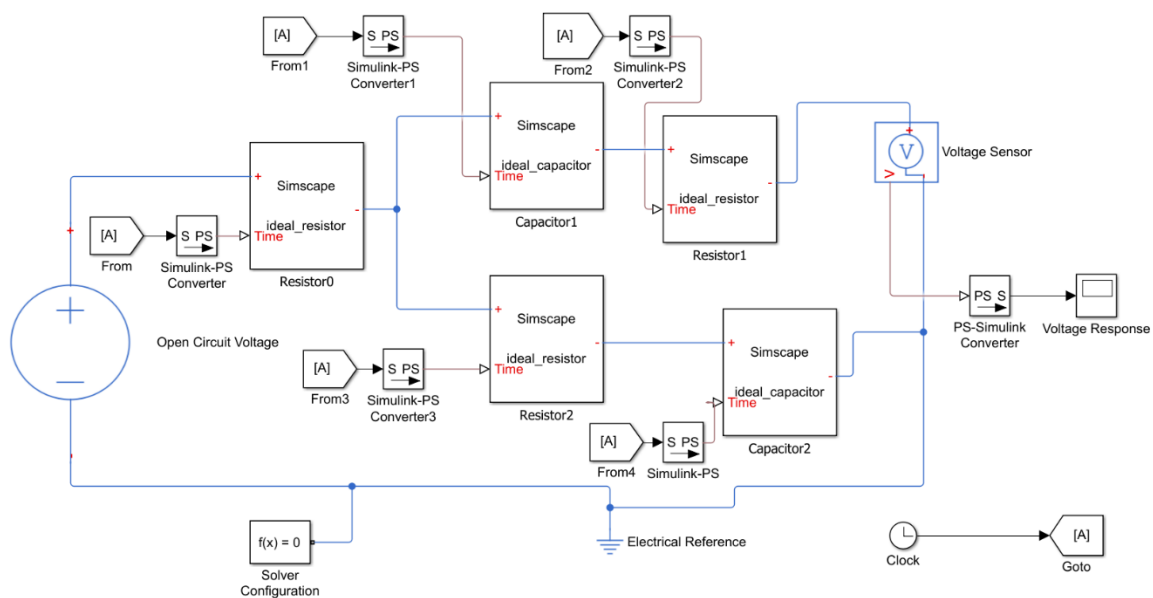 [A]
From1
S PS
Simulink-PS
Converter1
[A]
From2
S PS
Simulink-PS
Converter2
+
Simscape
ideal_capacitor
-
Time
Capacitor1
+
Simscape
ideal_resistor
-
Time
Resistor1
+
V
V
-
Voltage Sensor
+
Simscape
ideal_resistor
-
Time
Resistor0
[A]
From
S PS
Simulink-PS
Converter
+
+
-
-
Open Circuit Voltage
+
Simscape
ideal_resistor
-
Time
Resistor2
[A]
From3
S PS
Simulink-PS
Converter3
+
Simscape
ideal_capacitor
-
Time
Capacitor2
[A]
From4
S PS
Simulink-PS
PS S
PS-Simulink
Converter
Voltage Response
f(x) = 0
Solver
Configuration
Electrical Reference
Clock
[A]
Goto